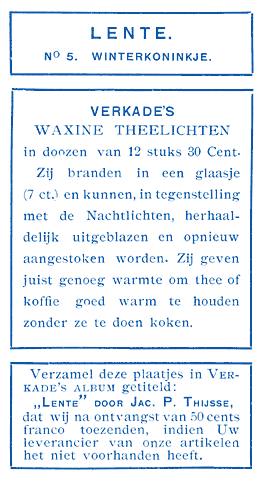 LENTE.
No 5. WINTERKONINKJE.
VERKADE'S
WAXINE THEELICHTEN
in doozen van 12 stuks 30 Cent.
Zij branden in een glaasje
(7 ct.) en kunnen, in tegenstelling
met de Nachtlichten, herhaal-
delijk uitgeblazen en opnieuw
aangestoken worden. Zij geven
juist genoeg warmte om thee of
koffie goed warm te houden
zonder ze te doen koken.
Verzamel deze plaatjes in VER-
KADE'S ALBUM getiteld:
„LENTE" DOOR JAC. P. THIJSSE,
dat wij na ontvangst van 50 cents
franco toezenden, indien Uw
leverancier van onze artikelen
het niet voorhanden heeft.